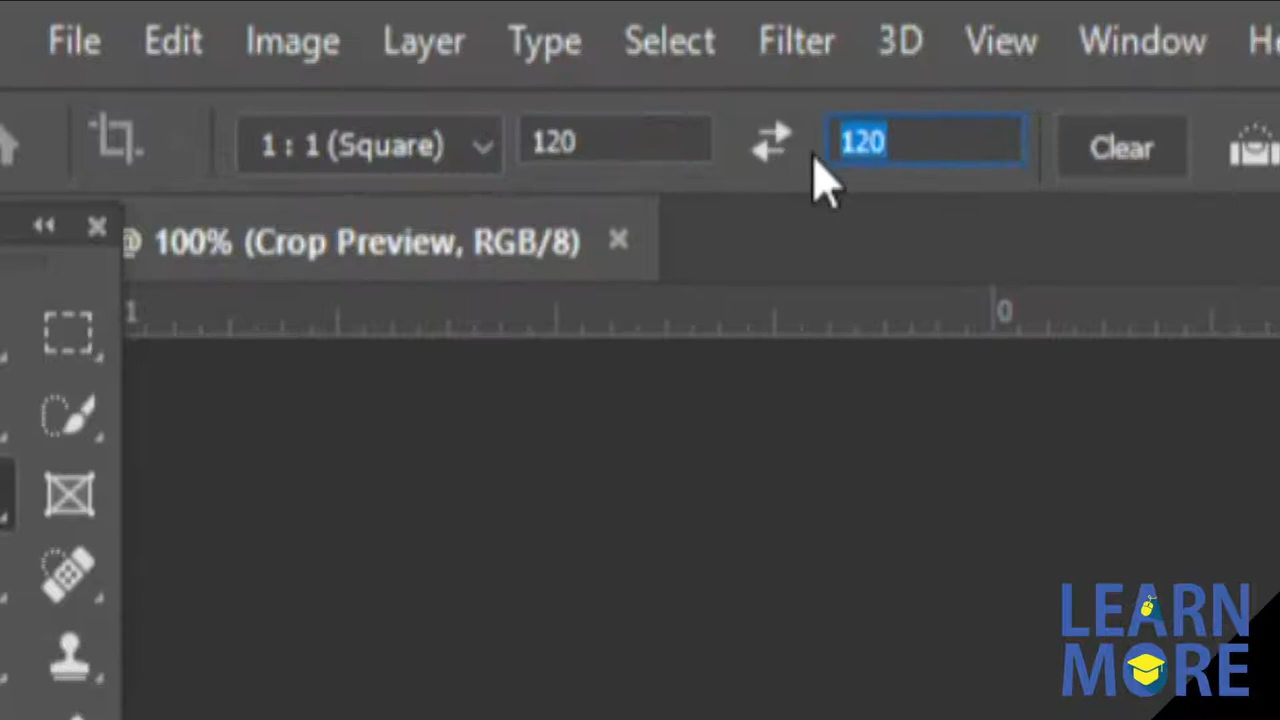 File Edit Image Layer Type Select Filter 3D View Window
1 : 1 (Square) 120 120 Clear
@ 100% (Crop Preview, RGB/8) ×
1 0
LEARN
MORE